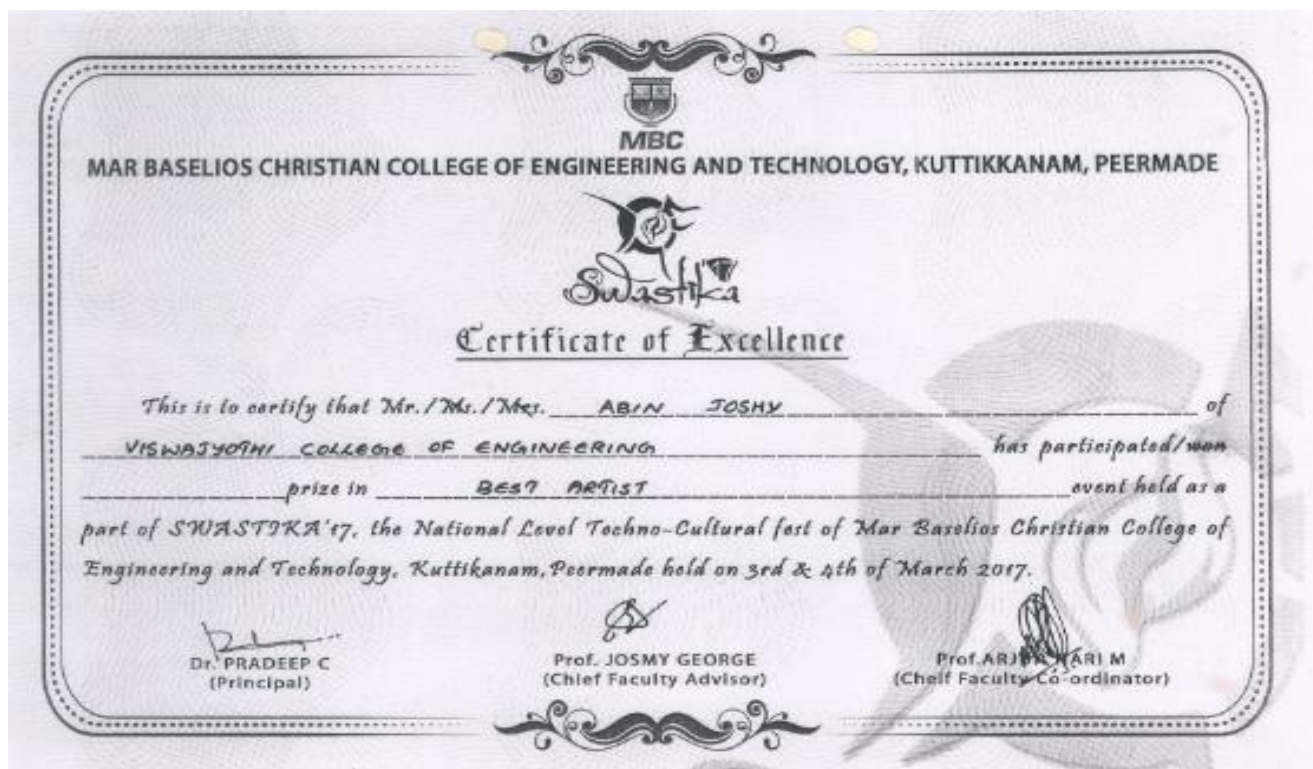 MBC
MAR BASELIOS CHRISTIAN COLLEGE OF ENGINEERING AND TECHNOLOGY, KUTTIKKANAM, PEERMADE
Swastika
Certificate of Excellence
This is to certify that Mr./Ms./Mrs. ABIN JOSHY of
VISWAJYOTHI COLLEGE OF ENGINEERING has participated/won
prize in BEST ARTIST event held as a
part of SWASTIKA'17, the National Level Techno-Cultural fest of Mar Baselios Christian College of
Engineering and Technology, Kuttikanam, Peermade held on 3rd & 4th of March 2017.
Dr. PRADEEP C
(Principal)
Prof. JOSMY GEORGE
(Chief Faculty Advisor)
Prof. HARI M
(Cheif Faculty Co-ordinator)